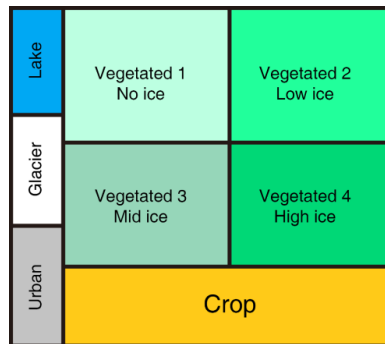 Lake
Vegetated 1
No ice
Vegetated 2
Low ice
Glacier
Vegetated 3
Mid ice
Vegetated 4
High ice
Urban
Crop